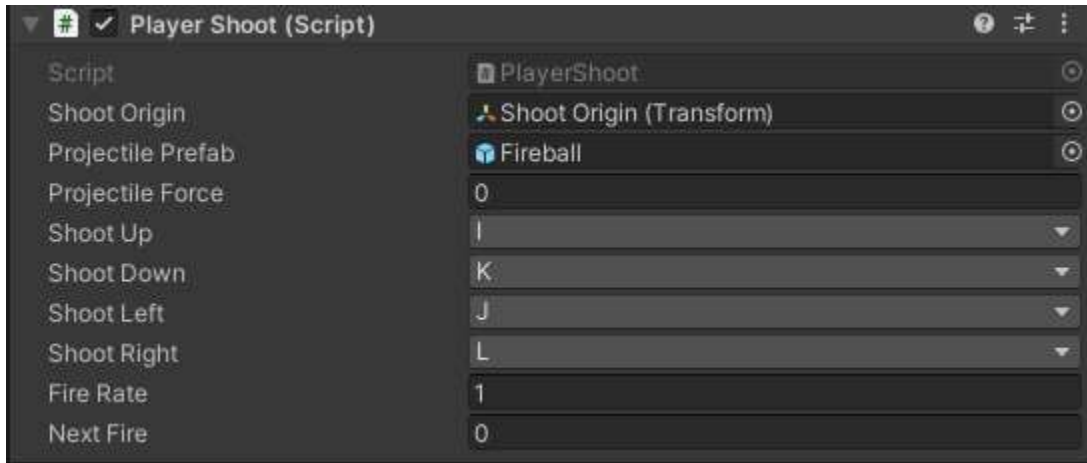 Player Shoot (Script)
Script PlayerShoot
Shoot Origin Shoot Origin (Transform)
Projectile Prefab Fireball
Projectile Force 0
Shoot Up I
Shoot Down K
Shoot Left J
Shoot Right L
Fire Rate 1
Next Fire 0